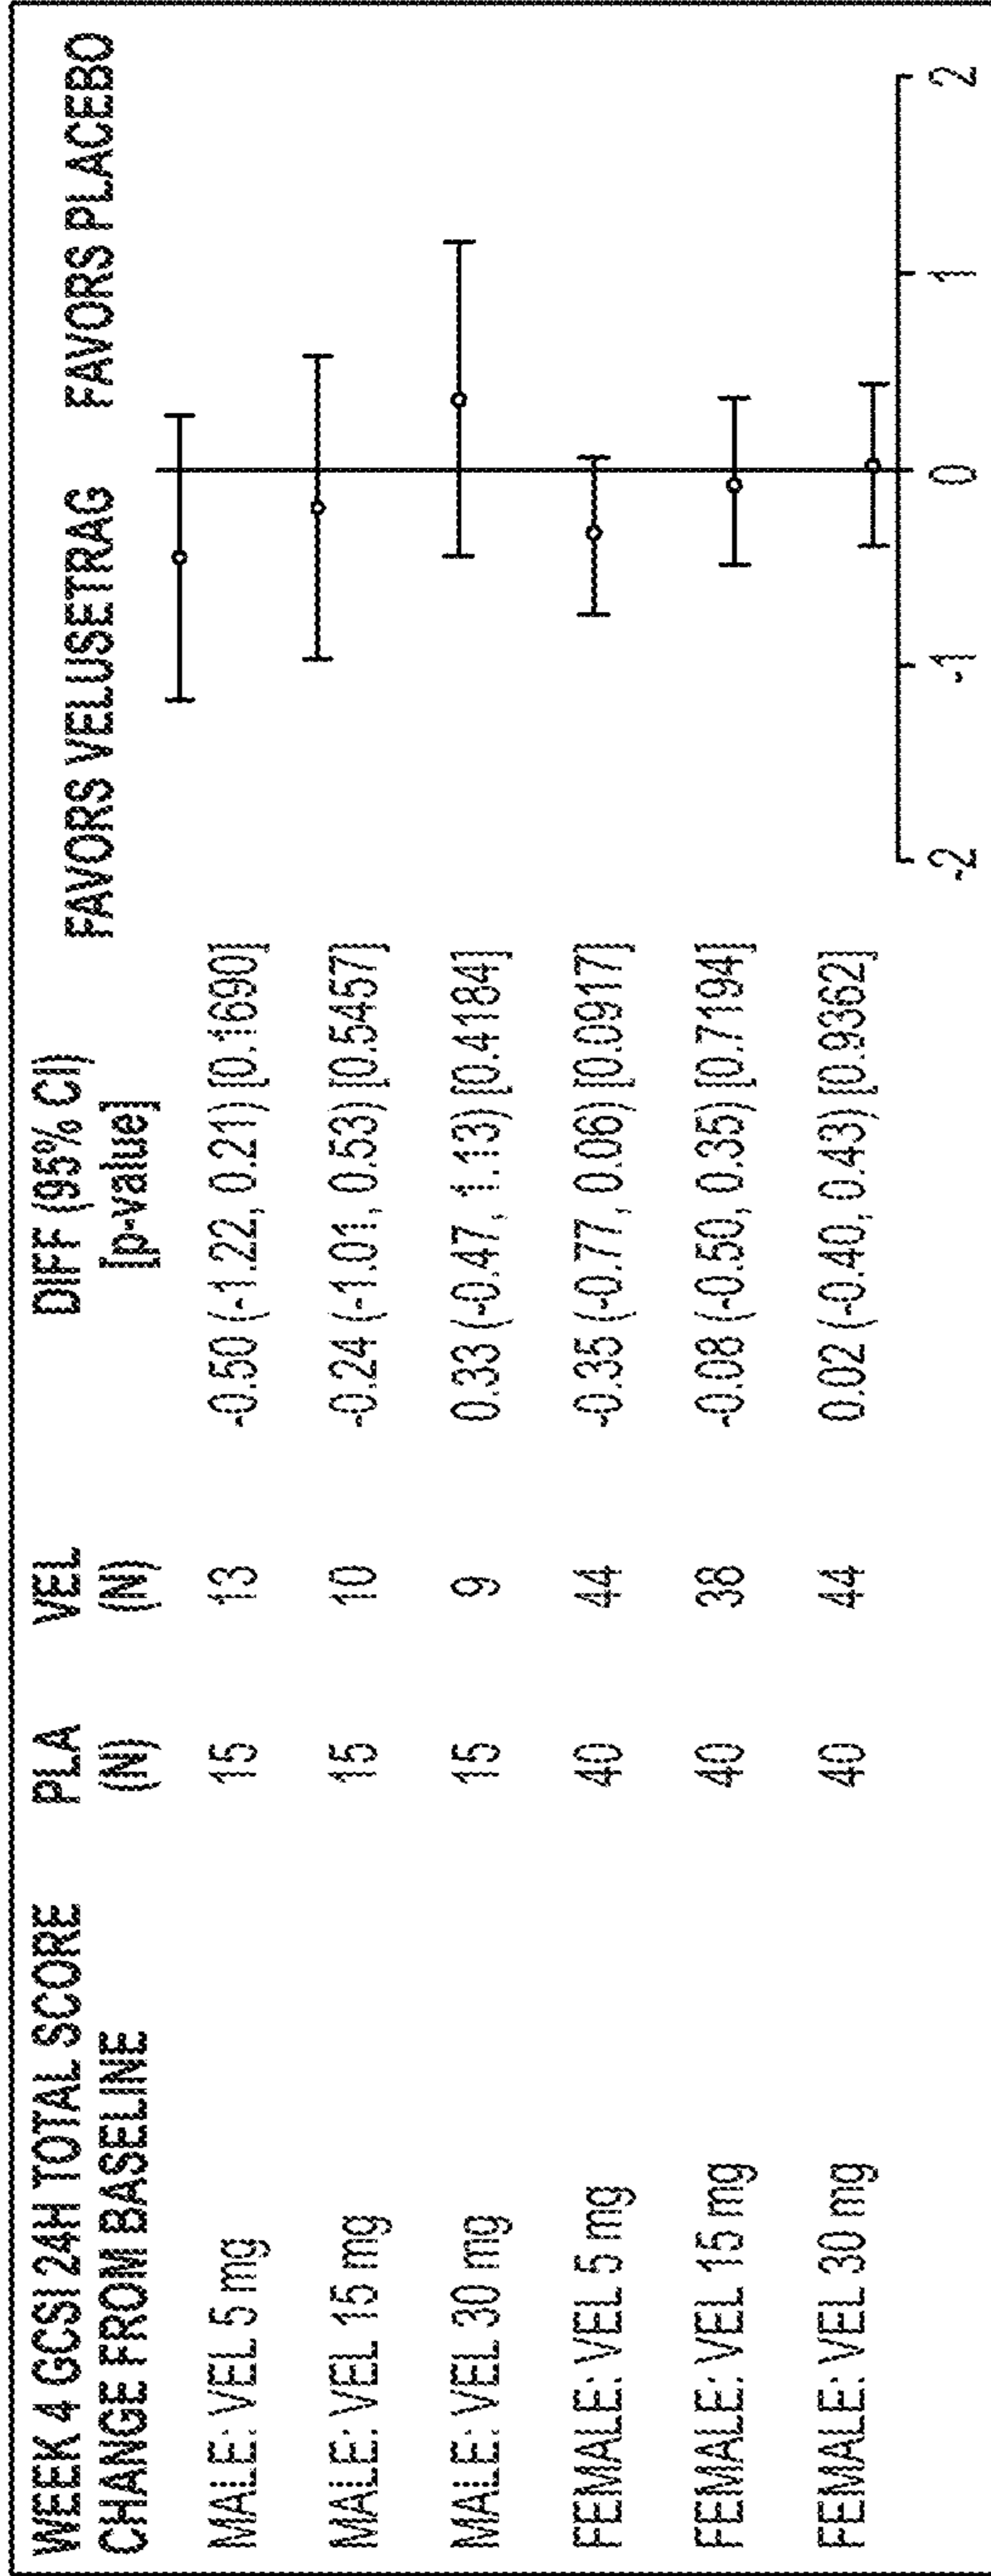 WEEK 4 GCSI 24H TOTAL SCORE PLA VEL DIFF (95% CI) FAVORS VELUSETRAG FAVORS PLACEBO
CHANGE FROM BASELINE (N) (N) [p-value]
MALE: VEL 5 mg 15 13 -0.50 (-1.22, 0.21) [0.1690]
MALE: VEL 15 mg 15 10 -0.24 (-1.01, 0.53) [0.5457]
MALE: VEL 30 mg 15 9 0.33 (-0.47, 1.13) [0.4184]
FEMALE: VEL 5 mg 40 44 -0.35 (-0.77, 0.06) [0.0917]
FEMALE: VEL 15 mg 40 38 -0.08 (-0.50, 0.35) [0.7194]
FEMALE: VEL 30 mg 40 44 0.02 (-0.40, 0.43) [0.9362]
-2 -1 0 1 2